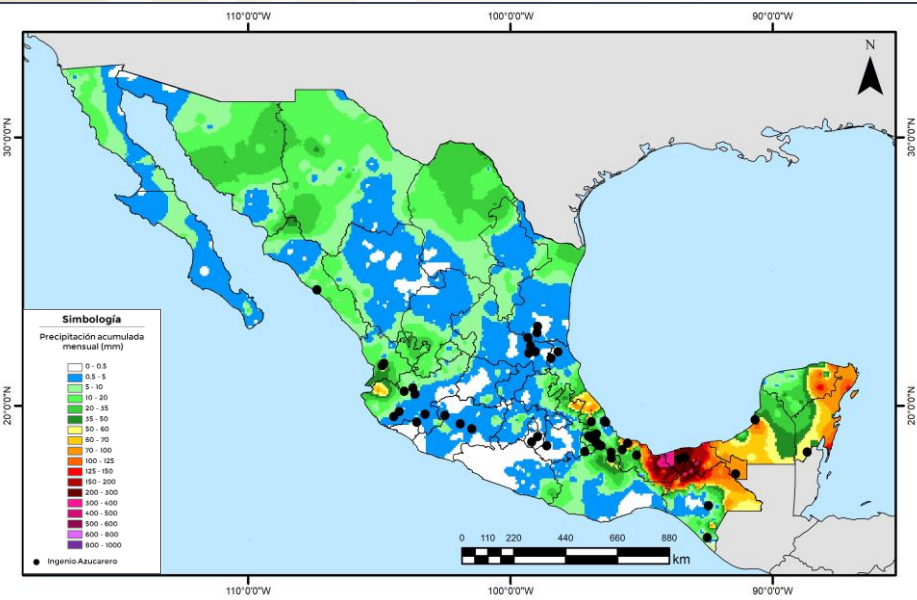 110°0'0"W 100°0'0"W 90°0'0"W
N
30°0'0"N 30°0'0"N
20°0'0"N 20°0'0"N
Simbología
Precipitación acumulada
mensual (mm)
0 - 0.5
0.5 - 5
5 - 10
10 - 20
20 - 35
35 - 50
50 - 60
60 - 70
70 - 100
100 - 125
125 - 150
150 - 200
200 - 300
300 - 400
400 - 500
500 - 600
600 - 800
800 - 1000
Ingenio Azucarero
0 110 220 440 660 880
km
110°0'0"W 100°0'0"W 90°0'0"W